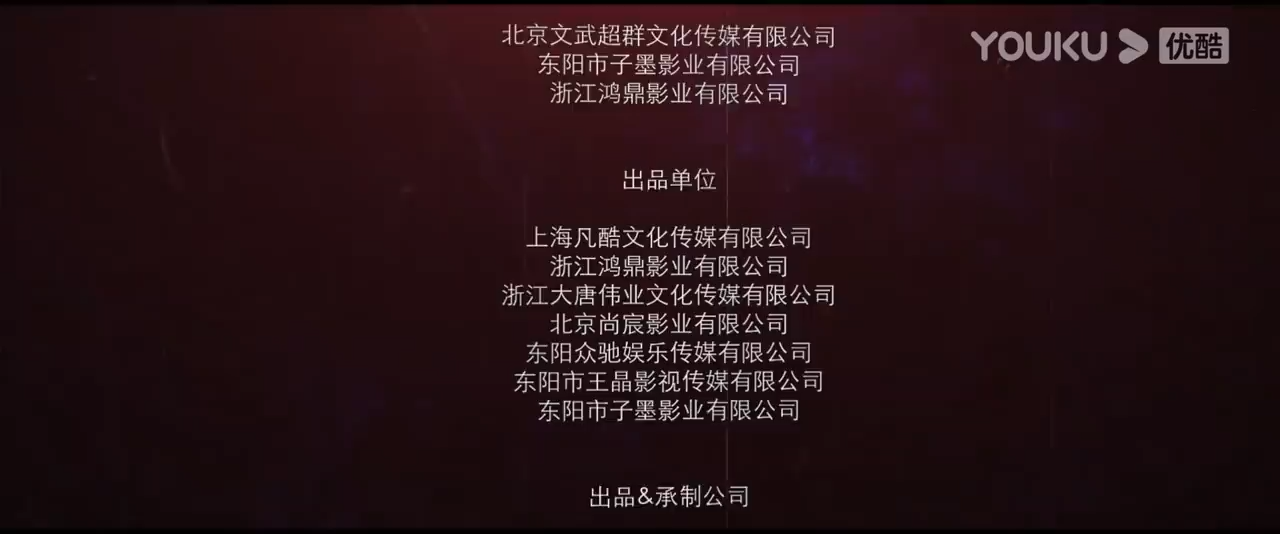 北京文武超群文化传媒有限公司
YOUKU 优酷
东阳市子墨影业有限公司
浙江鸿鼎影业有限公司
出品单位
上海凡酷文化传媒有限公司
浙江鸿鼎影业有限公司
浙江大唐伟业文化传媒有限公司
北京尚宸影业有限公司
东阳众驰娱乐传媒有限公司
东阳市王晶影视传媒有限公司
东阳市子墨影业有限公司
出品&承制公司